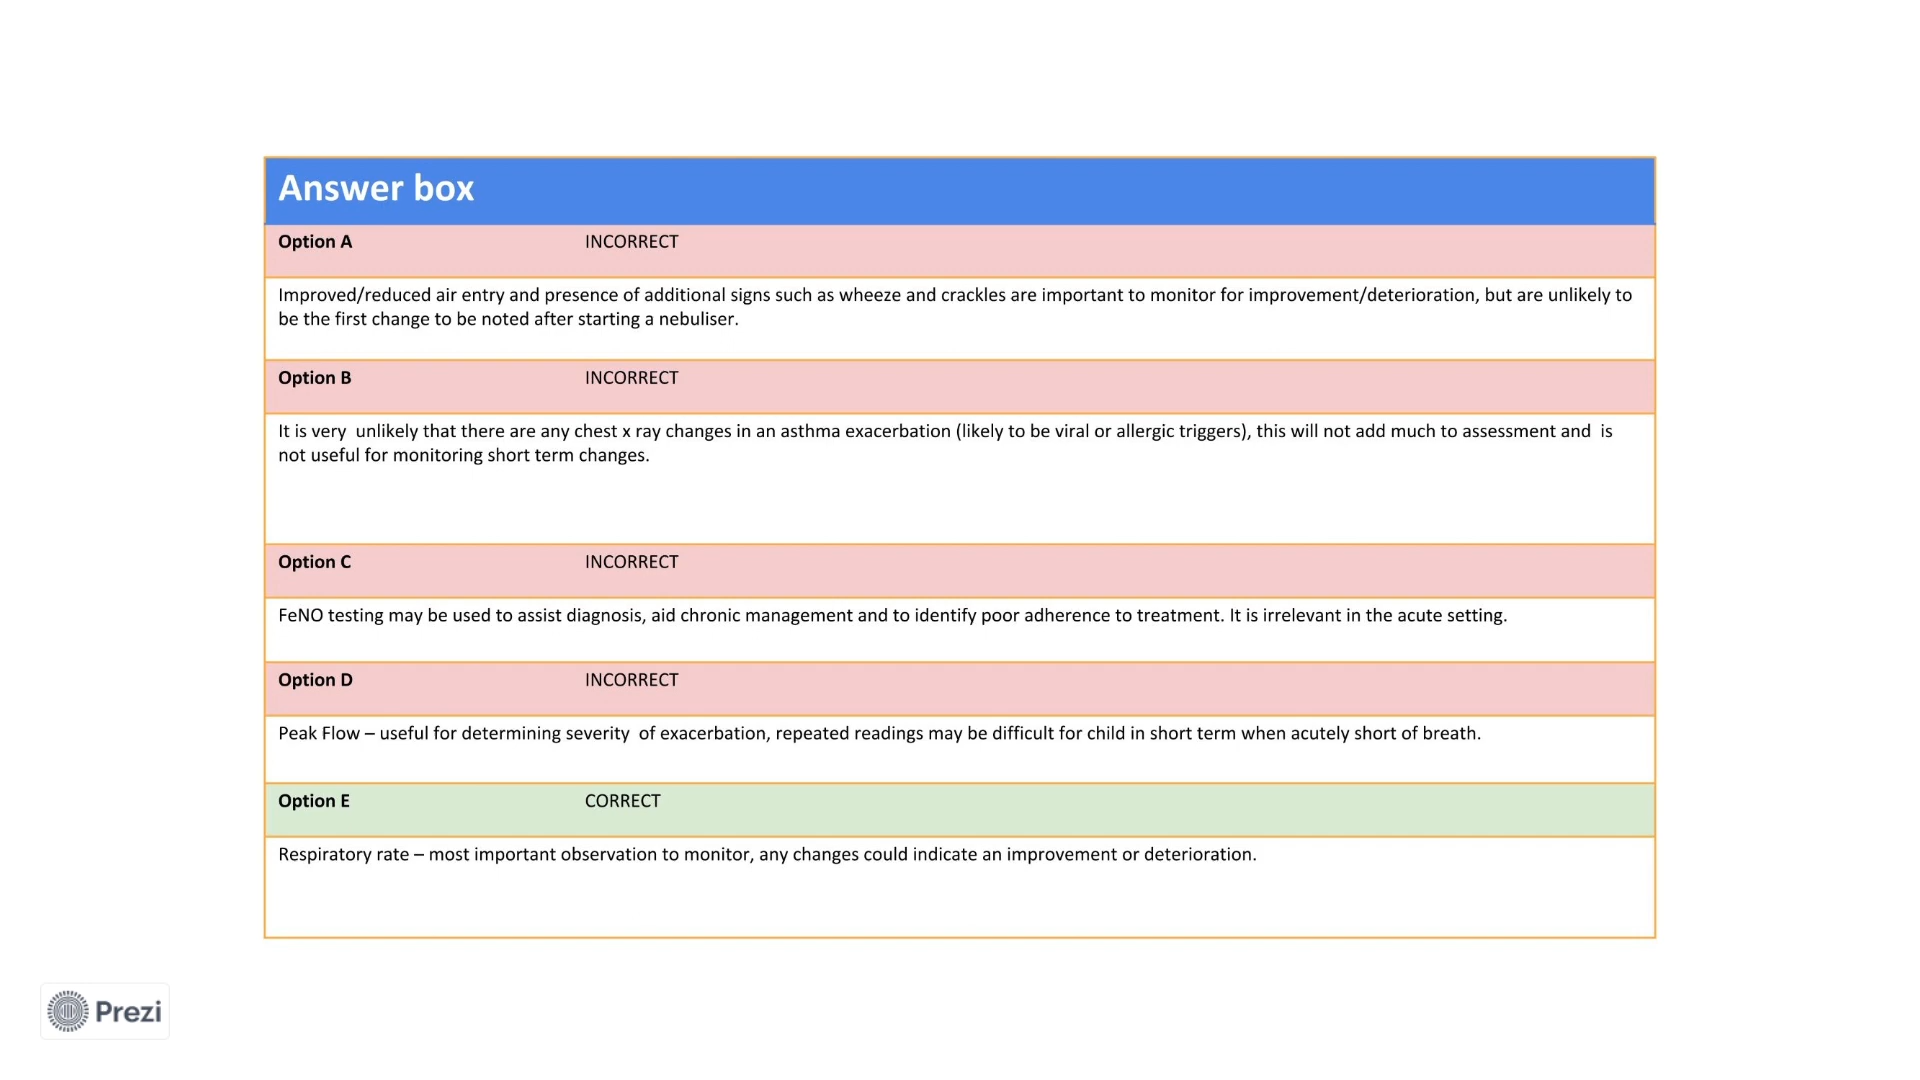 Answer box
Option A INCORRECT
Improved/reduced air entry and presence of additional signs such as wheeze and crackles are important to monitor for improvement/deterioration, but are unlikely to
be the first change to be noted after starting a nebuliser.
Option B INCORRECT
It is very  unlikely that there are any chest x ray changes in an asthma exacerbation (likely to be viral or allergic triggers), this will not add much to assessment and  is
not useful for monitoring short term changes.
Option C INCORRECT
FeNO testing may be used to assist diagnosis, aid chronic management and to identify poor adherence to treatment. It is irrelevant in the acute setting.
Option D INCORRECT
Peak Flow – useful for determining severity  of exacerbation, repeated readings may be difficult for child in short term when acutely short of breath.
Option E CORRECT
Respiratory rate – most important observation to monitor, any changes could indicate an improvement or deterioration.
Prezi